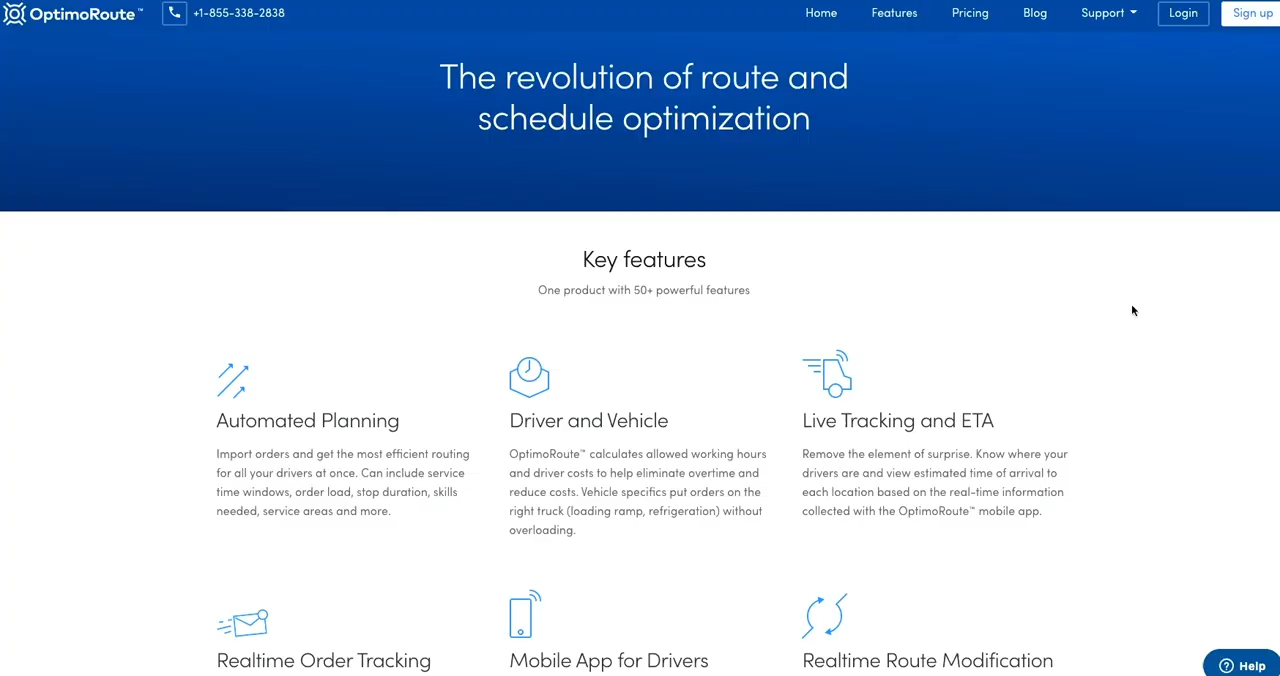 OptimoRoute™ +1-855-338-2838 Home Features Pricing Blog Support Login Sign up
The revolution of route and
schedule optimization
Key features
One product with 50+ powerful features
Automated Planning
Import orders and get the most efficient routing
for all your drivers at once. Can include service
time windows, order load, stop duration, skills
needed, service areas and more.
Driver and Vehicle
OptimoRoute™ calculates allowed working hours
and driver costs to help eliminate overtime and
reduce costs. Vehicle specifics put orders on the
right truck (loading ramp, refrigeration) without
overloading.
Live Tracking and ETA
Remove the element of surprise. Know where your
drivers are and view estimated time of arrival to
each location based on the real-time information
collected with the OptimoRoute™ mobile app.
Realtime Order Tracking
Mobile App for Drivers
Realtime Route Modification
Help